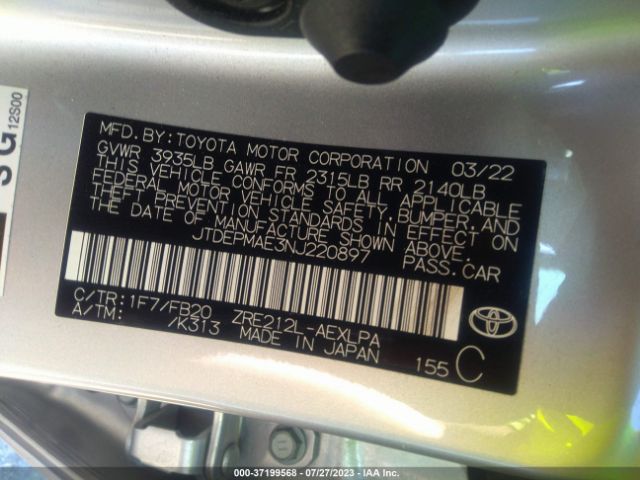 SG12S00
MFD. BY: TOYOTA MOTOR CORPORATION 03/22
GVWR 3935LB GAWR FR 2315LB RR 2140LB
THIS VEHICLE CONFORMS TO ALL APPLICABLE
FEDERAL MOTOR VEHICLE SAFETY, BUMPER, AND
THEFT PREVENTION STANDARDS IN EFFECT ON
THE DATE OF MANUFACTURE SHOWN ABOVE.
JTDEPMAE3NJ220897 PASS. CAR
C/TR: 1F7/FB20 ZRE212L-AEXLPA
A/TM: /K313 MADE IN JAPAN
155 C
TOYOTA
000-37199568 | 07/27/2023 | IAA Inc.